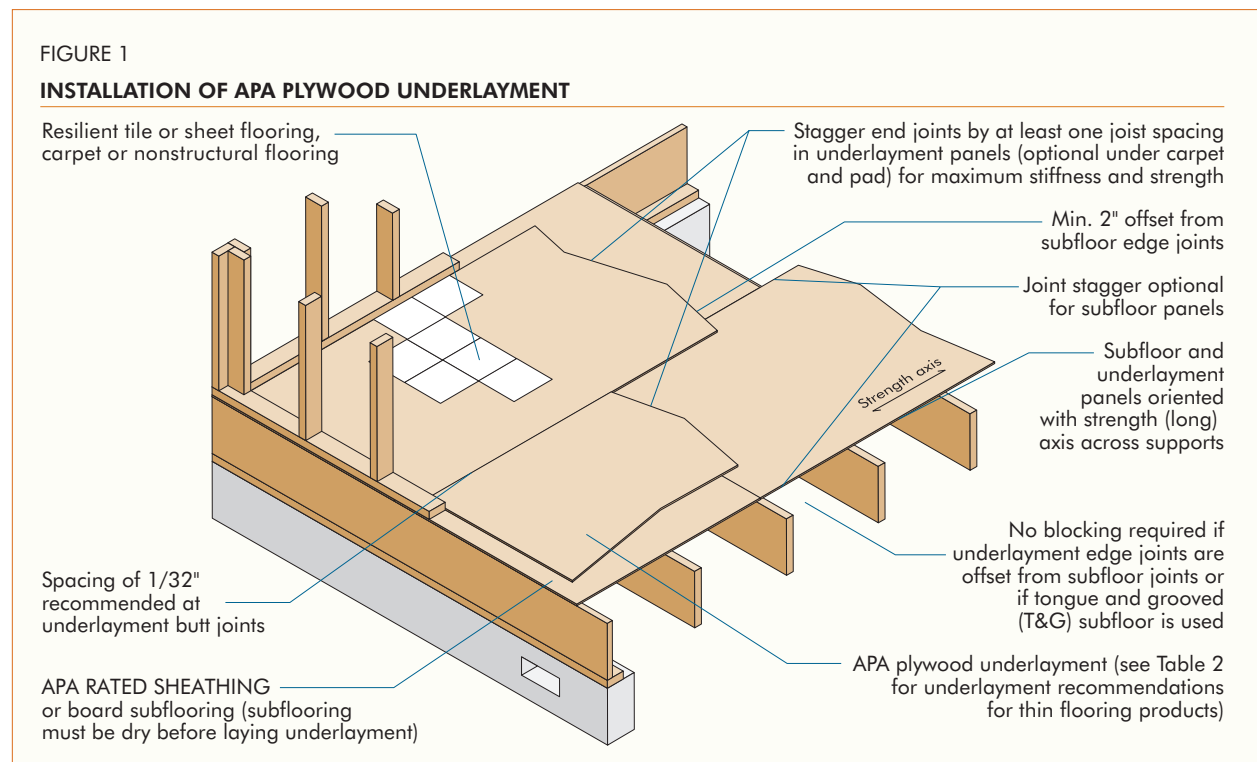 FIGURE 1
INSTALLATION OF APA PLYWOOD UNDERLAYMENT
Resilient tile or sheet flooring,
carpet or nonstructural flooring
Stagger end joints by at least one joist spacing
in underlayment panels (optional under carpet
and pad) for maximum stiffness and strength
Min. 2" offset from
subfloor edge joints
Joint stagger optional
for subfloor panels
Subfloor and
underlayment
panels oriented
with strength (long)
axis across supports
Strength axis
No blocking required if
underlayment edge joints are
offset from subfloor joints or
if tongue and grooved
(T&G) subfloor is used
Spacing of 1/32"
recommended at
underlayment butt joints
APA plywood underlayment (see Table 2
for underlayment recommendations
for thin flooring products)
APA RATED SHEATHING
or board subflooring (subflooring
must be dry before laying underlayment)